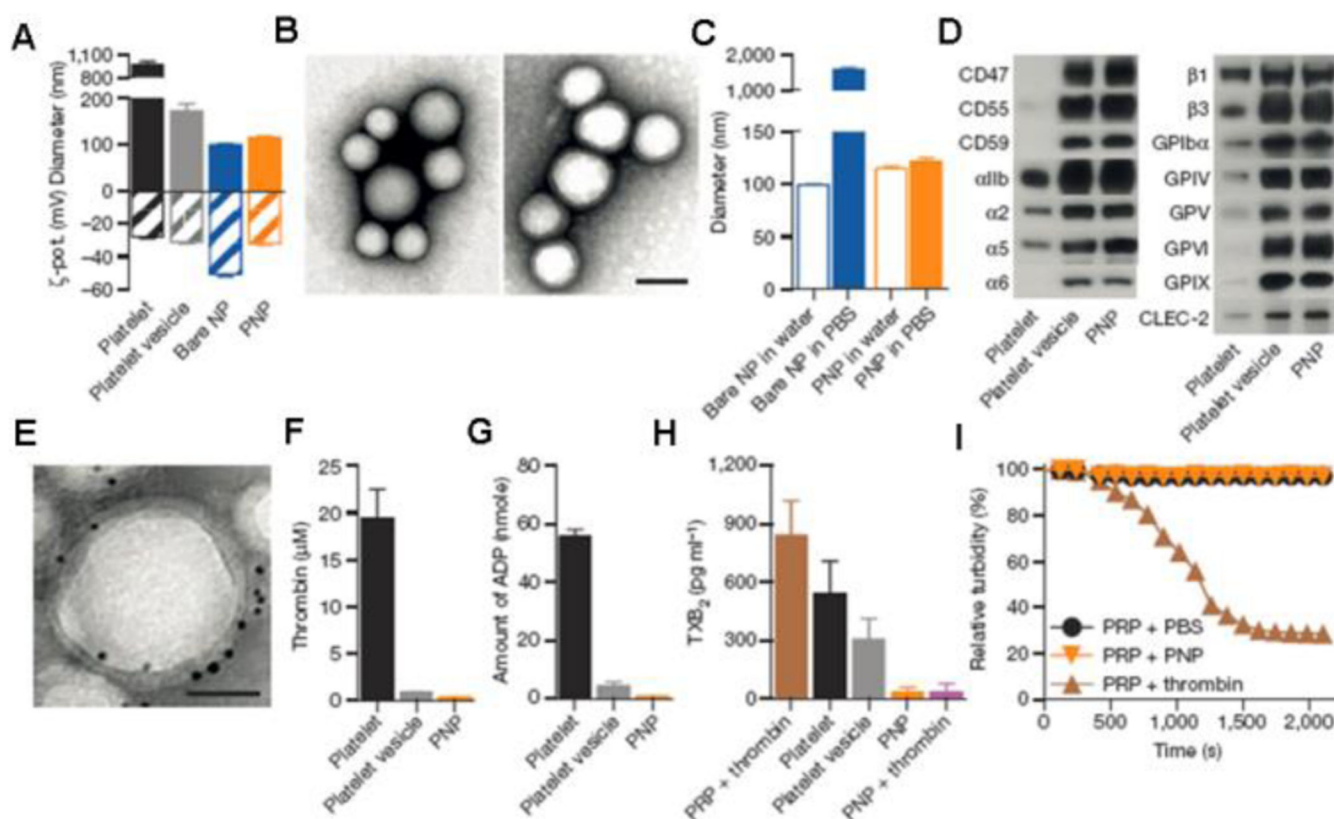 A
ζ-pot. (mV) Diameter (nm)
1,100
800
200
100
0
−20
−40
−60
Platelet
Platelet vesicle
Bare NP
PNP
B
C
Diameter (nm)
2,000
1,000
150
100
50
0
Bare NP in water
Bare NP in PBS
PNP in water
PNP in PBS
D
CD47
CD55
CD59
αIIb
α2
α5
α6
Platelet
Platelet vesicle
PNP
β1
β3
GPIbα
GPIV
GPV
GPVI
GPIX
CLEC-2
Platelet
Platelet vesicle
PNP
E
F
Thrombin (μM)
25
20
15
10
5
0
Platelet
Platelet vesicle
PNP
G
Amount of ADP (nmole)
80
60
40
20
0
Platelet
Platelet vesicle
PNP
H
TXB₂ (pg ml⁻¹)
1,200
900
600
300
0
PRP + thrombin
Platelet
Platelet vesicle
PNP
PNP + thrombin
I
Relative turbidity (%)
100
80
60
40
20
0
PRP + PBS
PRP + PNP
PRP + thrombin
0
500
1,000
1,500
2,000
Time (s)